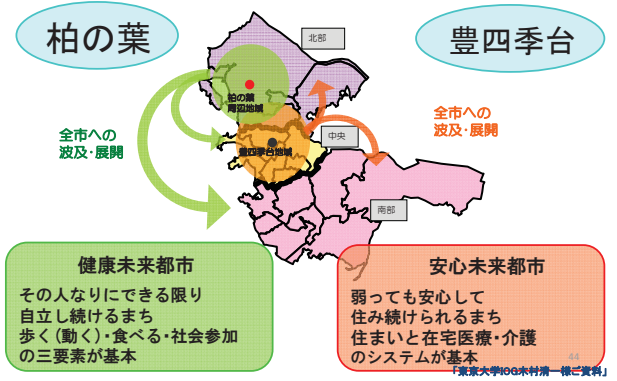 柏の葉
豊四季台
北部
柏の葉
周辺地域
全市への
波及・展開
全市への
波及・展開
中央
豊四季台地域
南部
健康未来都市
その人なりにできる限り
自立し続けるまち
歩く(動く)・食べる・社会参加
の三要素が基本
安心未来都市
弱っても安心して
住み続けられるまち
住まいと在宅医療・介護
のシステムが基本
44
「東京大学IOG木村清一様ご資料」